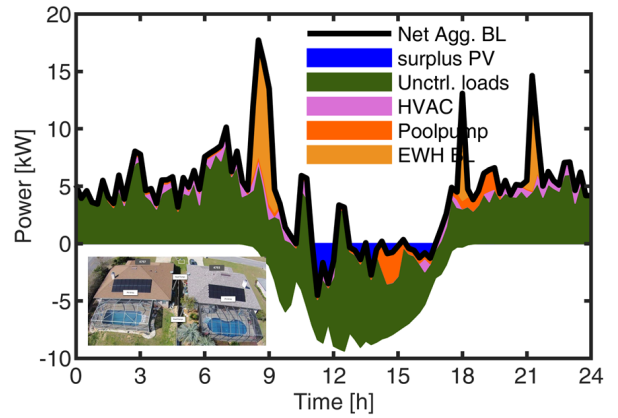 20
15
10
5
0
-5
-10
Power [kW]
Net Agg. BL
surplus PV
Unctrl. loads
HVAC
Poolpump
EWH BL
0 3 6 9 12 15 18 21 24
Time [h]